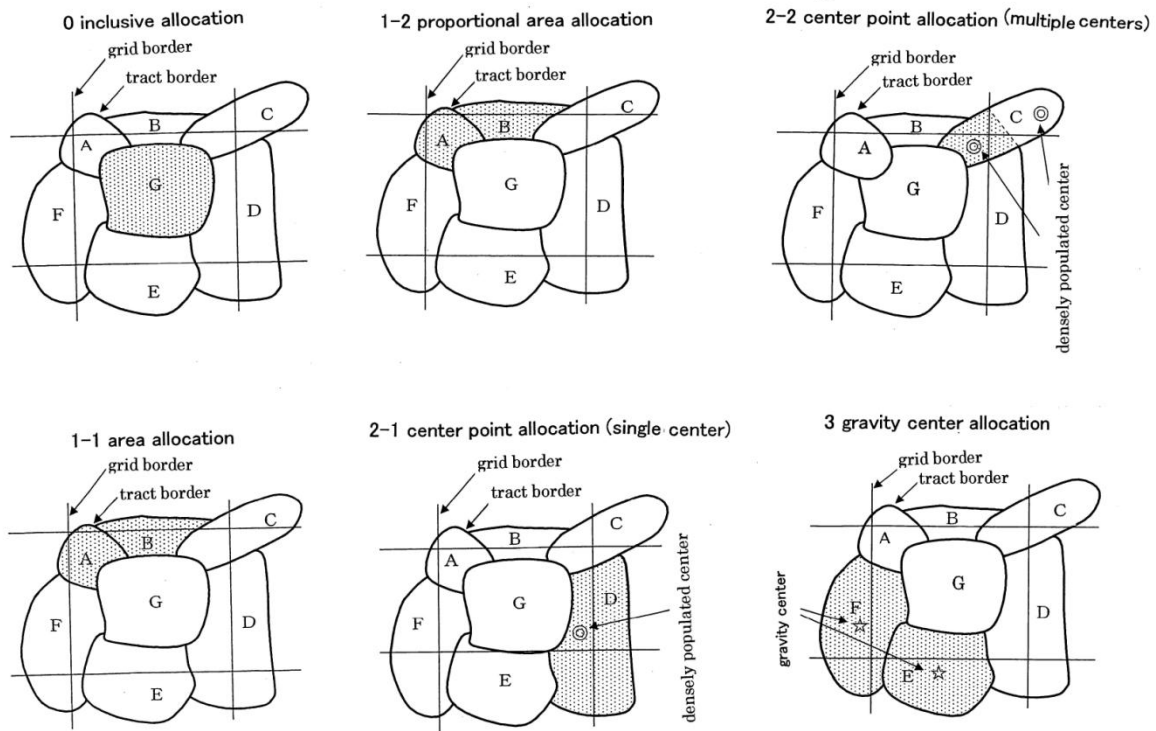 0 inclusive allocation
grid border
tract border
A
B
C
D
E
F
G
1-2 proportional area allocation
grid border
tract border
A
B
C
D
E
F
G
2-2 center point allocation (multiple centers)
grid border
tract border
A
B
C
D
E
F
G
densely populated center
1-1 area allocation
grid border
tract border
A
B
C
D
E
F
G
2-1 center point allocation (single center)
grid border
tract border
A
B
C
D
E
F
G
densely populated center
3 gravity center allocation
grid border
tract border
A
B
C
D
E
F
G
gravity center